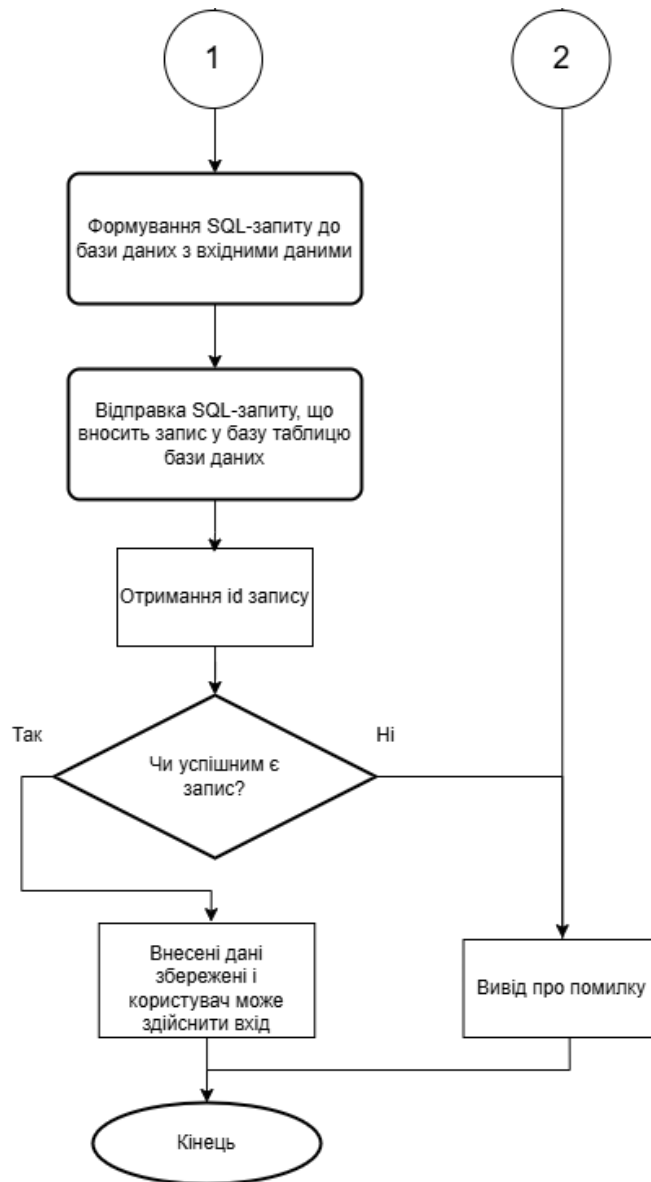 1
2
Формування SQL-запиту до
бази даних з вхідними даними
Відправка SQL-запиту, що
вносить запис у базу таблицю
бази даних
Отримання id запису
Так
Ні
Чи успішним є
запис?
Внесені дані
збережені і
користувач може
здійснити вхід
Вивід про помилку
Кінець